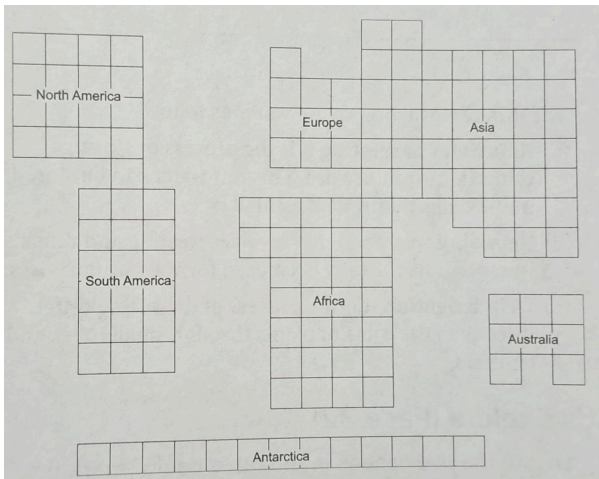 North America
Europe
Asia
South America
Africa
Australia
Antarctica